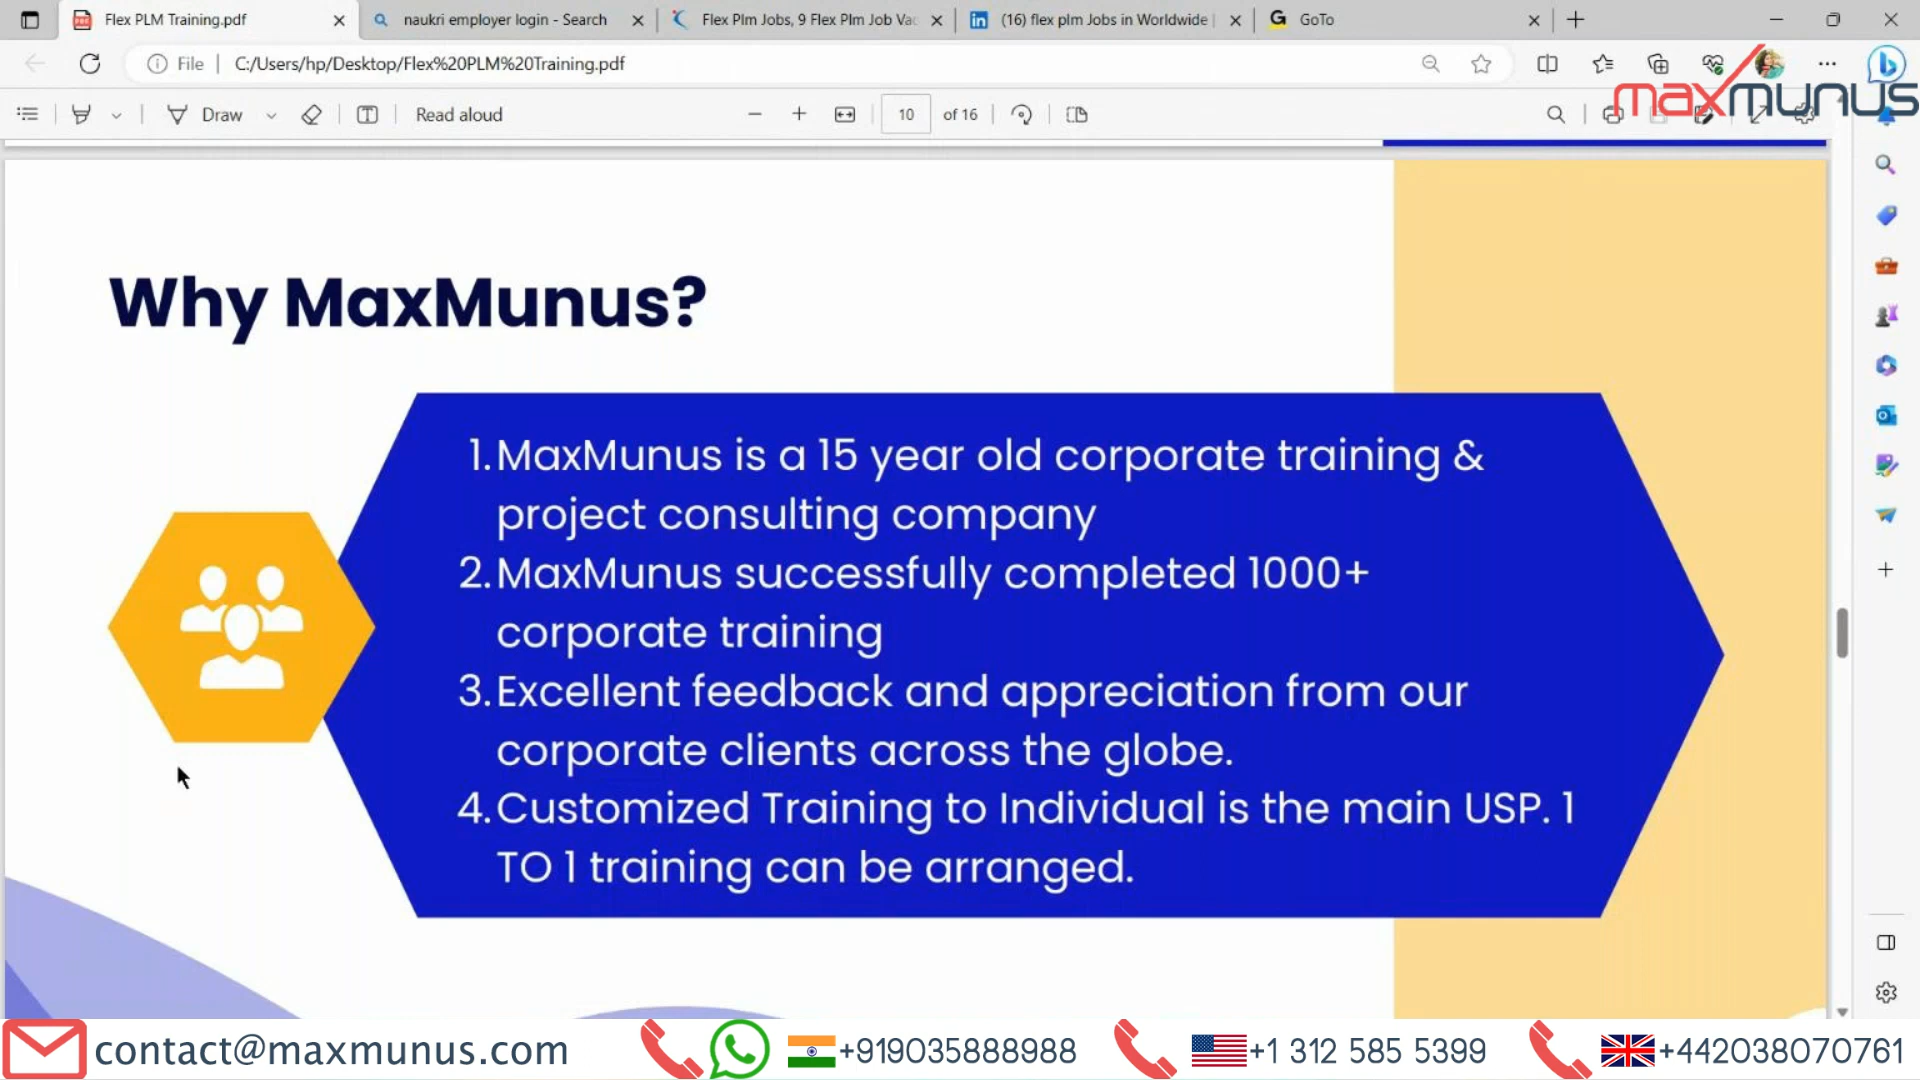 Flex PLM Training.pdf
naukri employer login - Search
Flex Plm Jobs, 9 Flex Plm Job Vac
(16) flex plm Jobs in Worldwide |
GoTo
File
C:/Users/hp/Desktop/Flex%20PLM%20Training.pdf
maxmunus
Draw
Read aloud
10 of 16
Why MaxMunus?
1. MaxMunus is a 15 year old corporate training &
project consulting company
2. MaxMunus successfully completed 1000+
corporate training
3. Excellent feedback and appreciation from our
corporate clients across the globe.
4. Customized Training to Individual is the main USP. 1
TO 1 training can be arranged.
contact@maxmunus.com
+919035888988
+1 312 585 5399
+442038070761